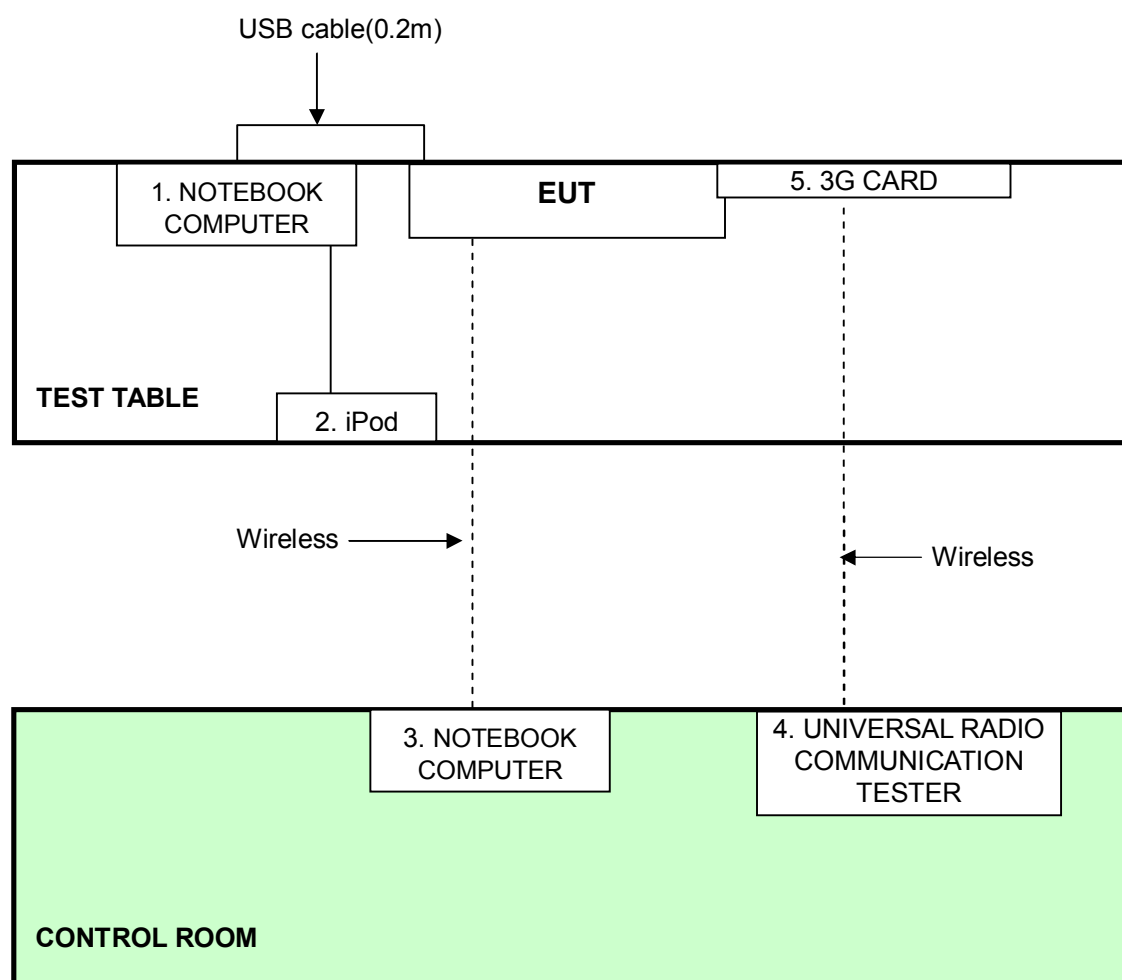 USB cable(0.2m)
1. NOTEBOOK
COMPUTER
EUT
5. 3G CARD
TEST TABLE
2. iPod
Wireless
Wireless
3. NOTEBOOK
COMPUTER
4. UNIVERSAL RADIO
COMMUNICATION
TESTER
CONTROL ROOM